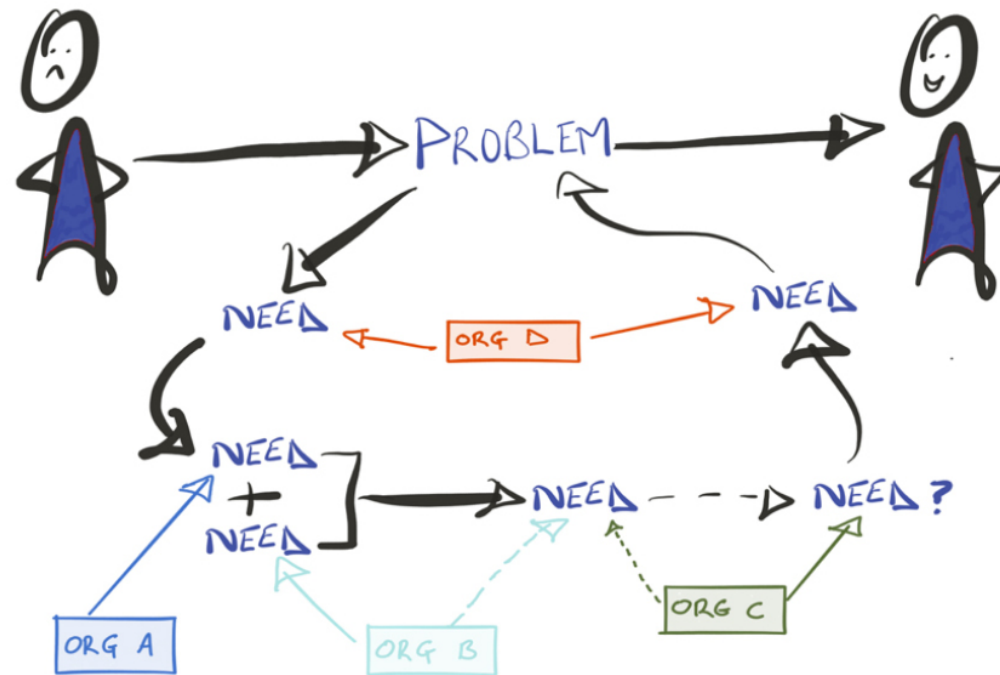 PROBLEM
NEED
NEED
ORG D
NEED
+
NEED
NEED
NEED?
ORG A
ORG B
ORG C